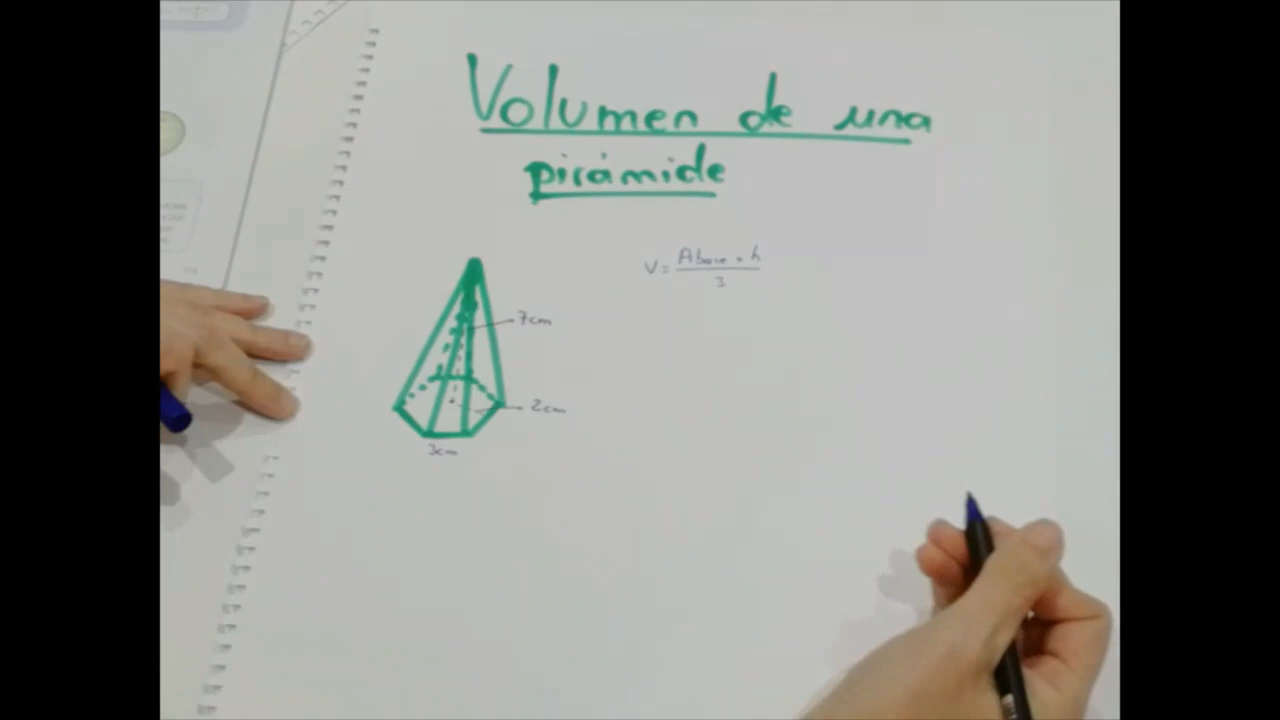 Volumen de una
pirámide
V = Abase · h
3
7cm
2cm
3cm